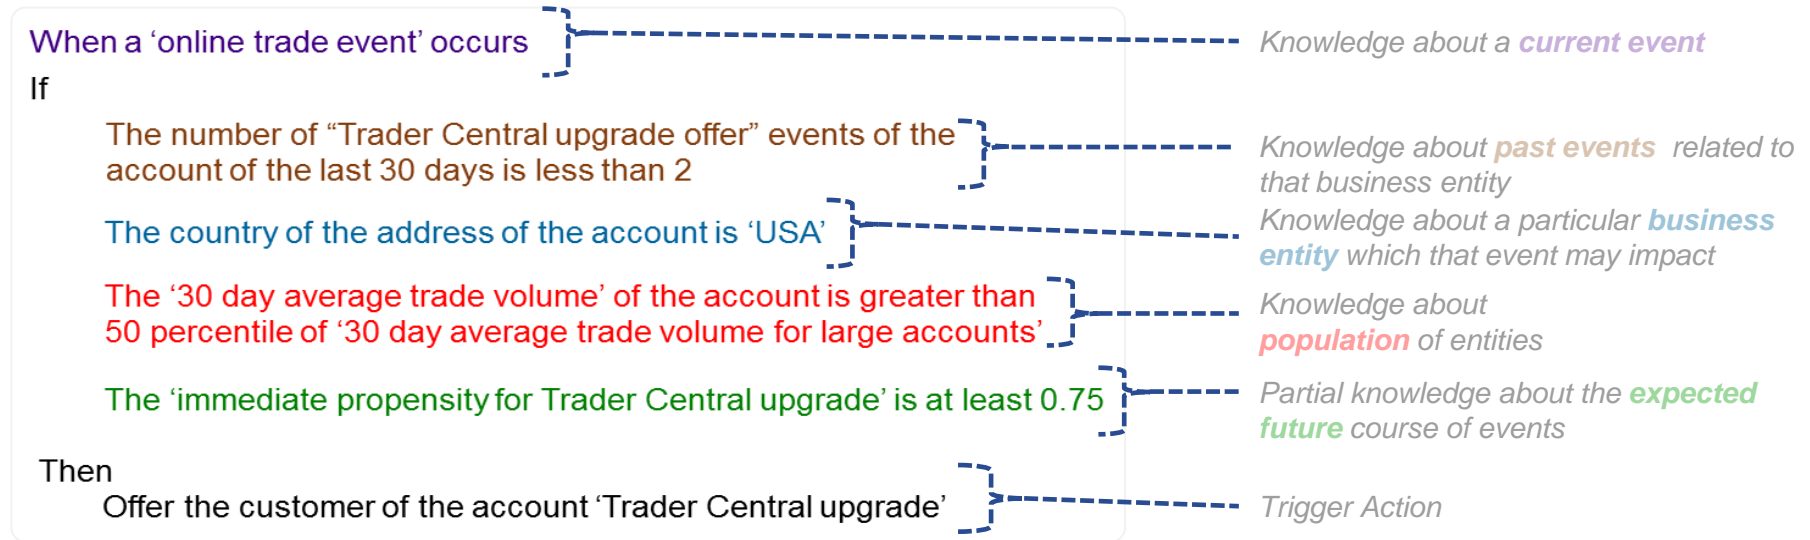 When a ‘online trade event’ occurs
Knowledge about a current event
If
The number of “Trader Central upgrade offer” events of the
account of the last 30 days is less than 2
Knowledge about past events related to
that business entity
The country of the address of the account is ‘USA’
Knowledge about a particular business
entity which that event may impact
The ‘30 day average trade volume’ of the account is greater than
50 percentile of ‘30 day average trade volume for large accounts’
Knowledge about
population of entities
The ‘immediate propensity for Trader Central upgrade’ is at least 0.75
Partial knowledge about the expected
future course of events
Then
Offer the customer of the account ‘Trader Central upgrade’
Trigger Action